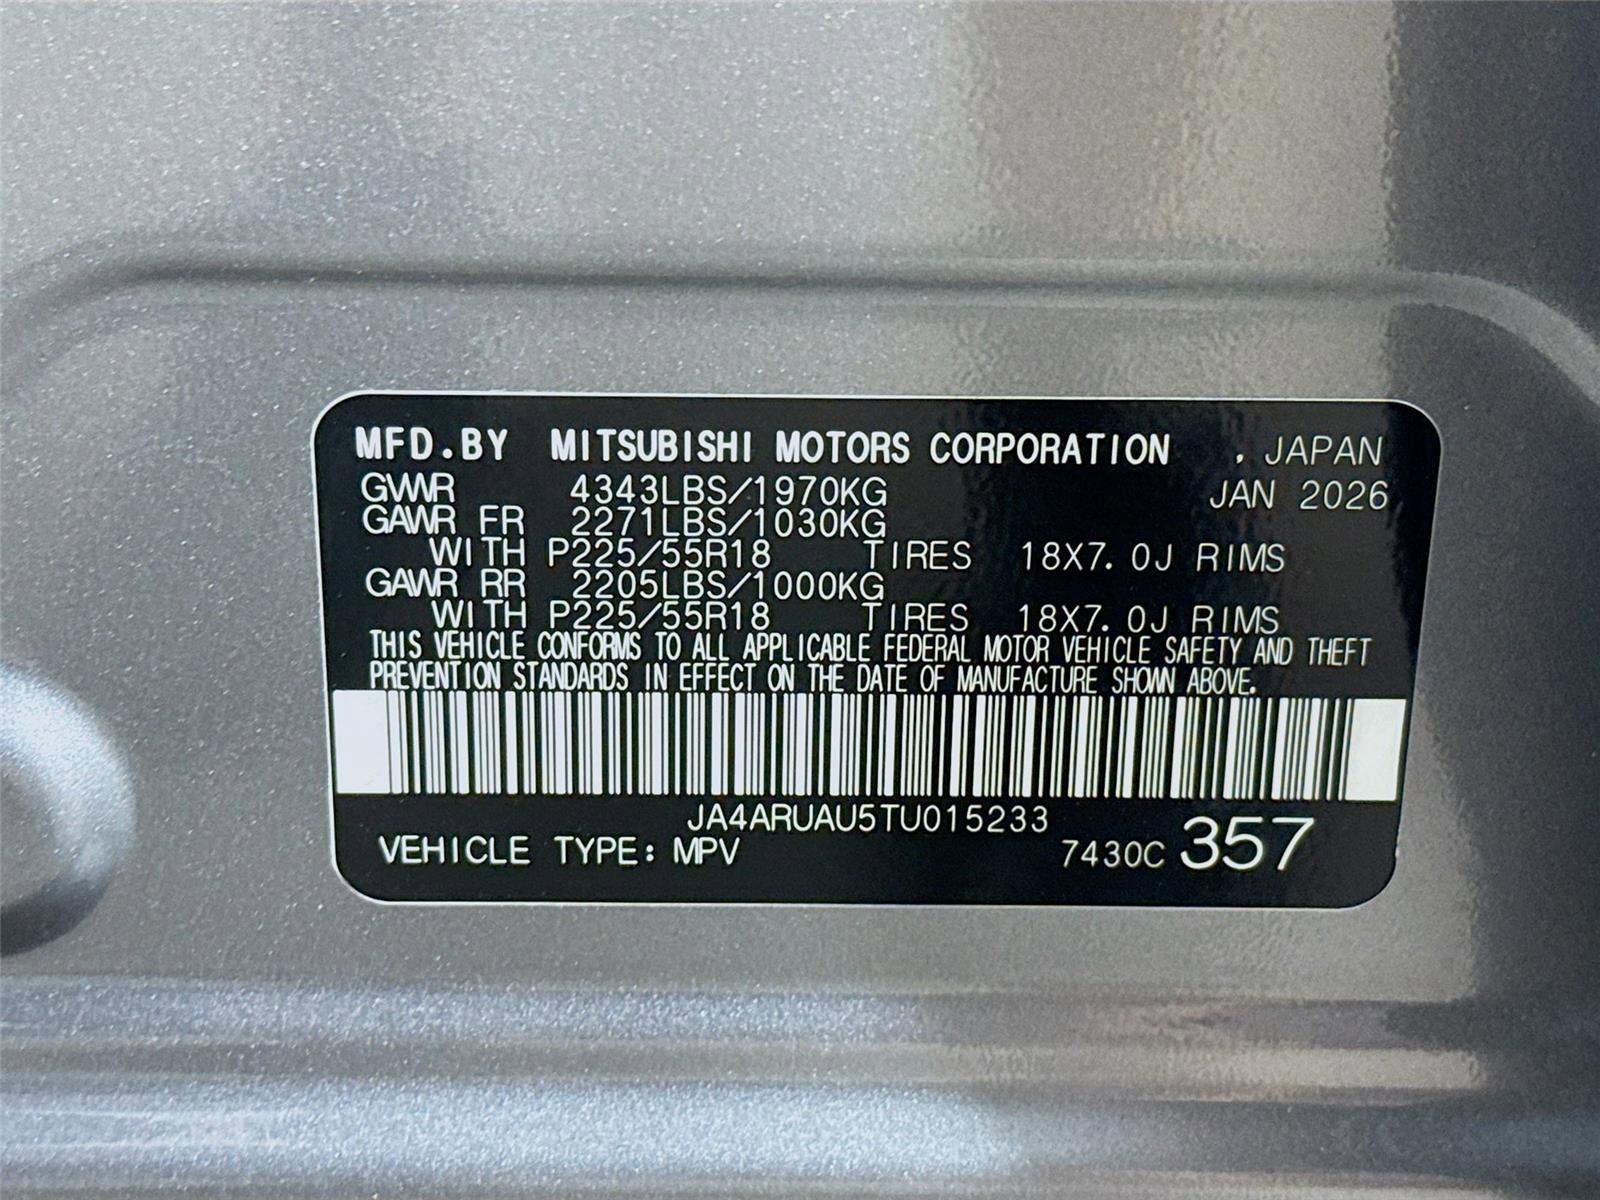 MFD.BY MITSUBISHI MOTORS CORPORATION , JAPAN
GVWR 4343LBS/1970KG JAN 2026
GAWR FR 2271LBS/1030KG
WITH P225/55R18 TIRES 18X7.0J RIMS
GAWR RR 2205LBS/1000KG
WITH P225/55R18 TIRES 18X7.0J RIMS
THIS VEHICLE CONFORMS TO ALL APPLICABLE FEDERAL MOTOR VEHICLE SAFETY AND THEFT
PREVENTION STANDARDS IN EFFECT ON THE DATE OF MANUFACTURE SHOWN ABOVE.
JA4ARUAU5TU015233
VEHICLE TYPE: MPV 7430C 357